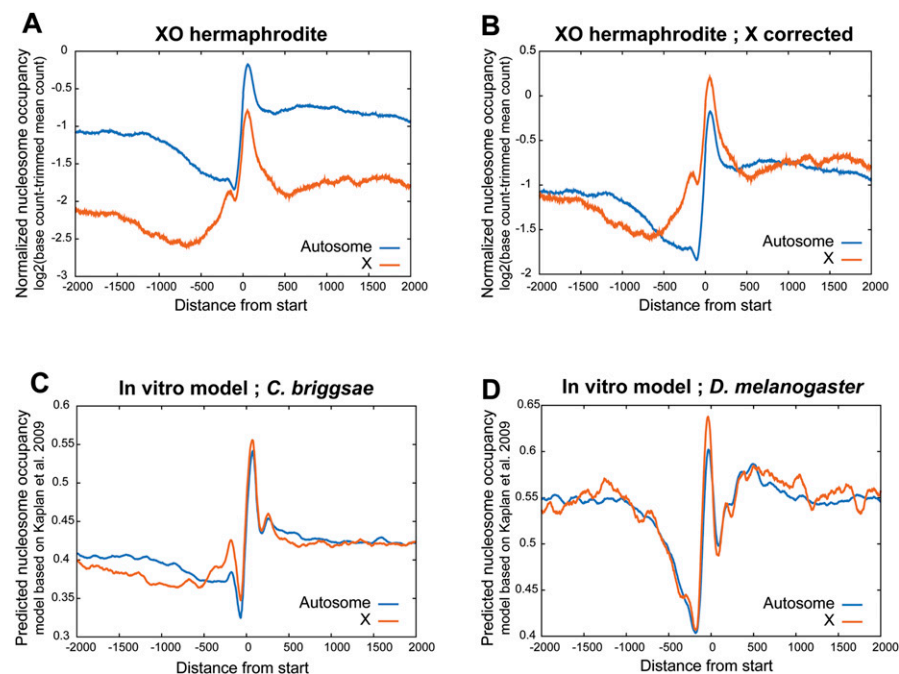 A
XO hermaphrodite
Normalized nucleosome occupancy
log2(base count-trimmed mean count)
0
-0.5
-1
-1.5
-2
-2.5
-3
Autosome
X
-2000 -1500 -1000 -500 0 500 1000 1500 2000
Distance from start
B
XO hermaphrodite ; X corrected
Normalized nucleosome occupancy
log2(base count-trimmed mean count)
0.5
0
-0.5
-1
-1.5
-2
Autosome
X
-2000 -1500 -1000 -500 0 500 1000 1500 2000
Distance from start
C
In vitro model ; C. briggsae
Predicted nucleosome occupancy
model based on Kaplan et al. 2009
0.6
0.55
0.5
0.45
0.4
0.35
0.3
Autosome
X
-2000 -1500 -1000 -500 0 500 1000 1500 2000
Distance from start
D
In vitro model ; D. melanogaster
Predicted nucleosome occupancy
model based on Kaplan et al. 2009
0.65
0.6
0.55
0.5
0.45
0.4
Autosome
X
-2000 -1500 -1000 -500 0 500 1000 1500 2000
Distance from start